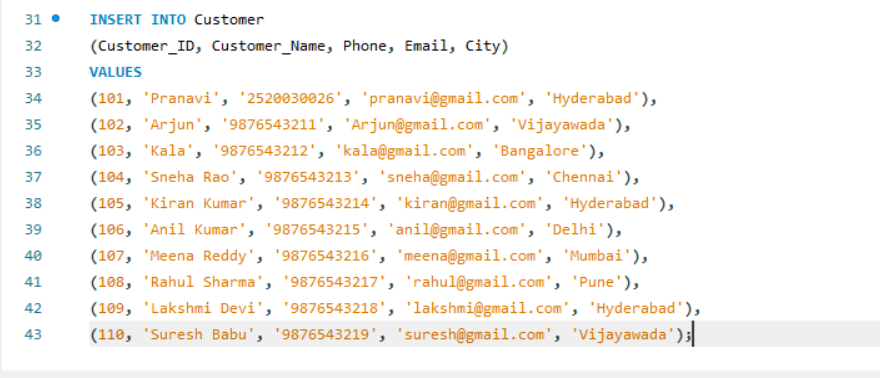 31 INSERT INTO Customer
32 (Customer_ID, Customer_Name, Phone, Email, City)
33 VALUES
34 (101, 'Pranavi', '2520030026', 'pranavi@gmail.com', 'Hyderabad'),
35 (102, 'Arjun', '9876543211', 'Arjun@gmail.com', 'Vijayawada'),
36 (103, 'Kala', '9876543212', 'kala@gmail.com', 'Bangalore'),
37 (104, 'Sneha Rao', '9876543213', 'sneha@gmail.com', 'Chennai'),
38 (105, 'Kiran Kumar', '9876543214', 'kiran@gmail.com', 'Hyderabad'),
39 (106, 'Anil Kumar', '9876543215', 'anil@gmail.com', 'Delhi'),
40 (107, 'Meena Reddy', '9876543216', 'meena@gmail.com', 'Mumbai'),
41 (108, 'Rahul Sharma', '9876543217', 'rahul@gmail.com', 'Pune'),
42 (109, 'Lakshmi Devi', '9876543218', 'lakshmi@gmail.com', 'Hyderabad'),
43 (110, 'Suresh Babu', '9876543219', 'suresh@gmail.com', 'Vijayawada');